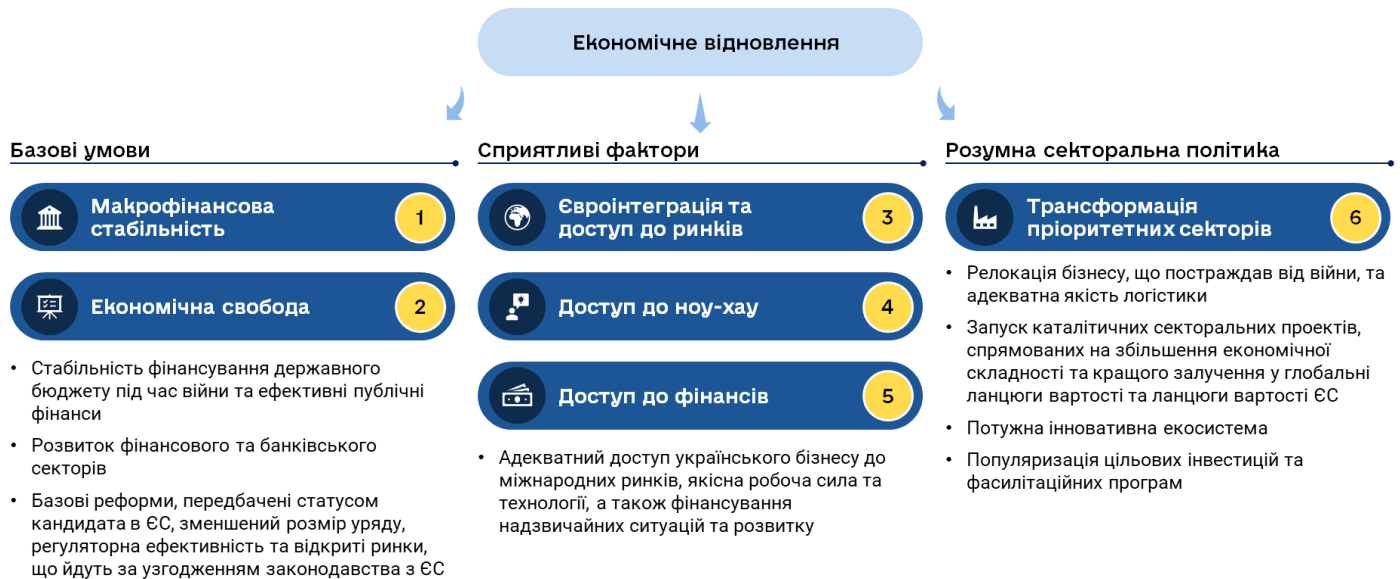 Економічне відновлення
Базові умови
Макрофінансова
стабільність
1
Економічна свобода
2
• Стабільність фінансування державного
бюджету під час війни та ефективні публічні
фінанси
• Розвиток фінансового та банківського
секторів
• Базові реформи, передбачені статусом
кандидата в ЄС, зменшений розмір уряду,
регуляторна ефективність та відкриті ринки,
що йдуть за узгодженням законодавства з ЄС
Сприятливі фактори
Євроінтеграція та
доступ до ринків
3
Доступ до ноу-хау
4
Доступ до фінансів
5
• Адекватний доступ українського бізнесу до
міжнародних ринків, якісна робоча сила та
технології, а також фінансування
надзвичайних ситуацій та розвитку
Розумна секторальна політика
Трансформація
пріоритетних секторів
6
• Релокація бізнесу, що постраждав від війни, та
адекватна якість логістики
• Запуск каталітичних секторальних проектів,
спрямованих на збільшення економічної
складності та кращого залучення у глобальні
ланцюги вартості та ланцюги вартості ЄС
• Потужна інноваційна екосистема
• Популяризація цільових інвестицій та
фасилітаційних програм